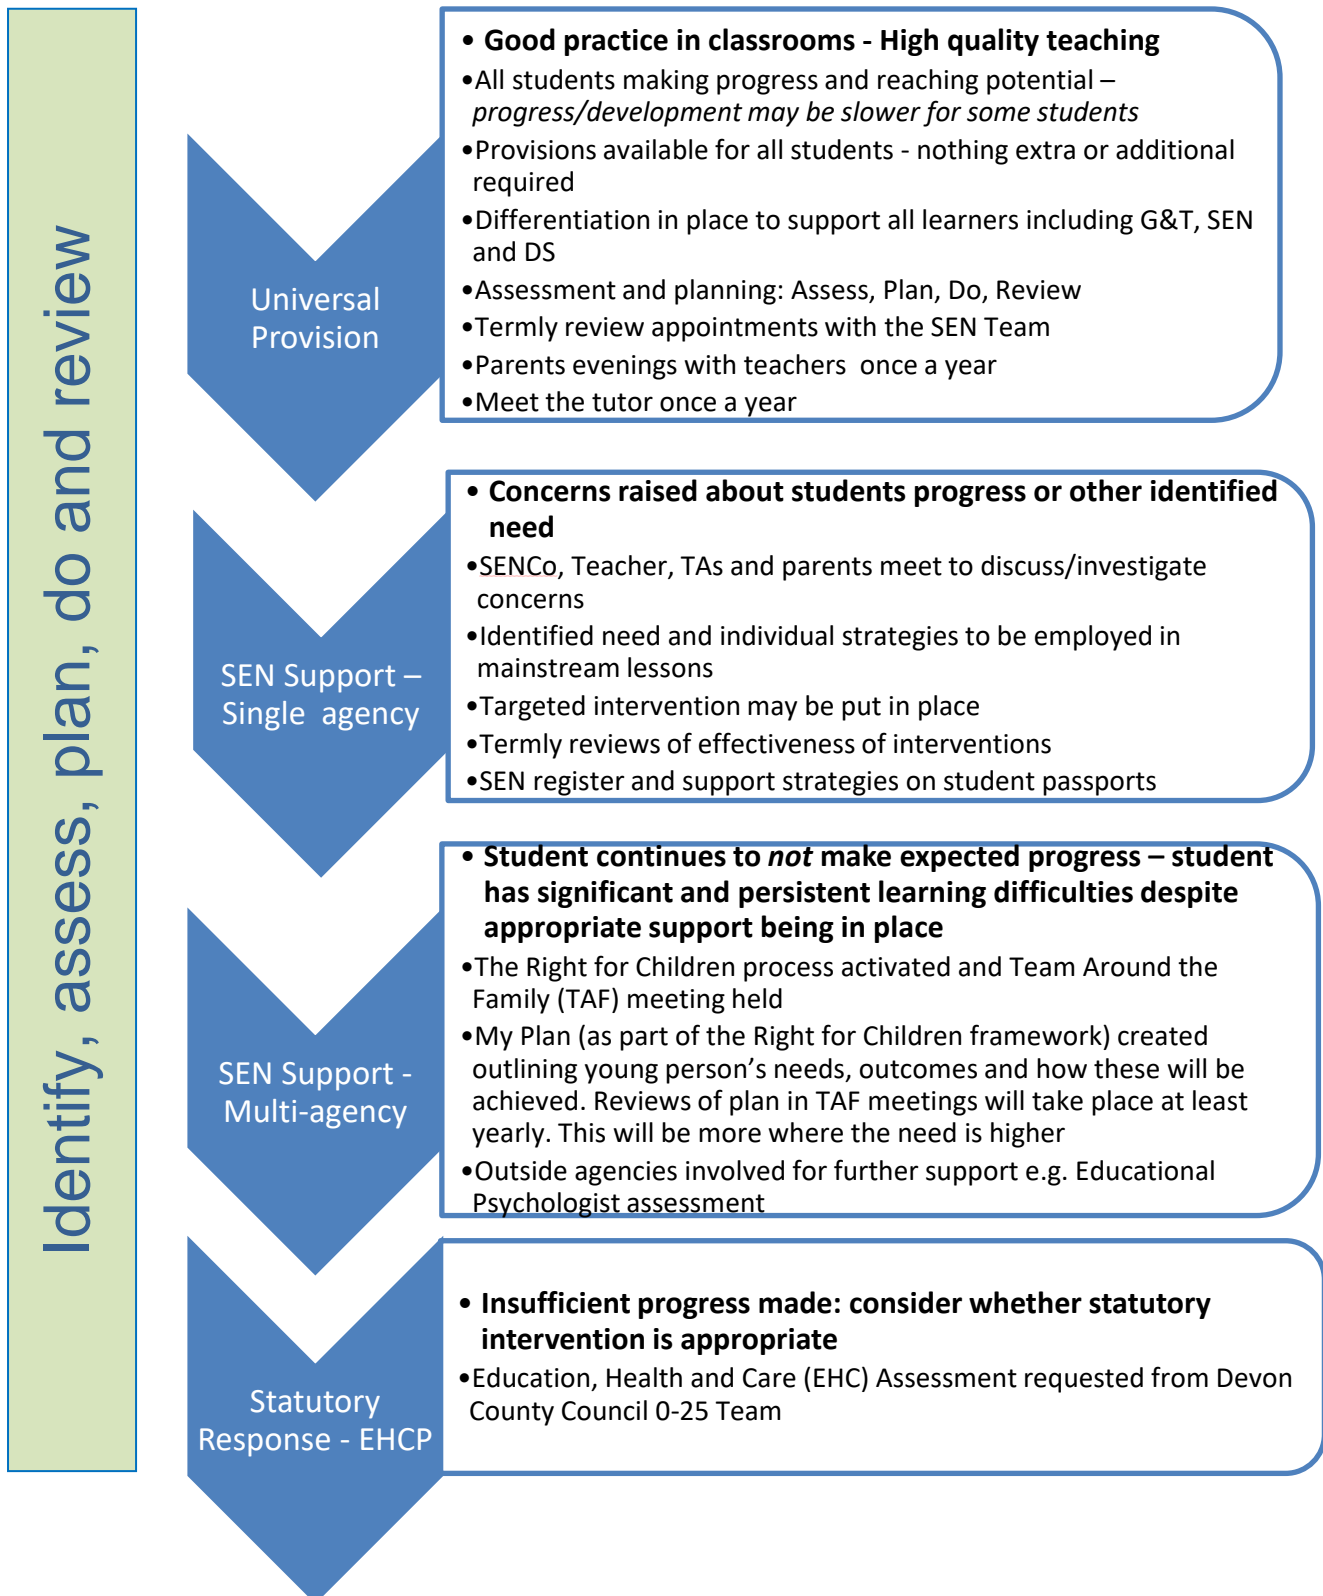 Identify, assess, plan, do and review
Universal
Provision
• Good practice in classrooms - High quality teaching
•All students making progress and reaching potential –
progress/development may be slower for some students
•Provisions available for all students - nothing extra or additional
required
•Differentiation in place to support all learners including G&T, SEN
and DS
•Assessment and planning: Assess, Plan, Do, Review
•Termly review appointments with the SEN Team
•Parents evenings with teachers  once a year
•Meet the tutor once a year
SEN Support –
Single  agency
• Concerns raised about students progress or other identified
need
•SENCo, Teacher, TAs and parents meet to discuss/investigate
concerns
•Identified need and individual strategies to be employed in
mainstream lessons
•Targeted intervention may be put in place
•Termly reviews of effectiveness of interventions
•SEN register and support strategies on student passports
SEN Support -
Multi-agency
• Student continues to not make expected progress – student
has significant and persistent learning difficulties despite
appropriate support being in place
•The Right for Children process activated and Team Around the
Family (TAF) meeting held
•My Plan (as part of the Right for Children framework) created
outlining young person’s needs, outcomes and how these will be
achieved. Reviews of plan in TAF meetings will take place at least
yearly. This will be more where the need is higher
•Outside agencies involved for further support e.g. Educational
Psychologist assessment
Statutory
Response - EHCP
• Insufficient progress made: consider whether statutory
intervention is appropriate
•Education, Health and Care (EHC) Assessment requested from Devon
County Council 0-25 Team